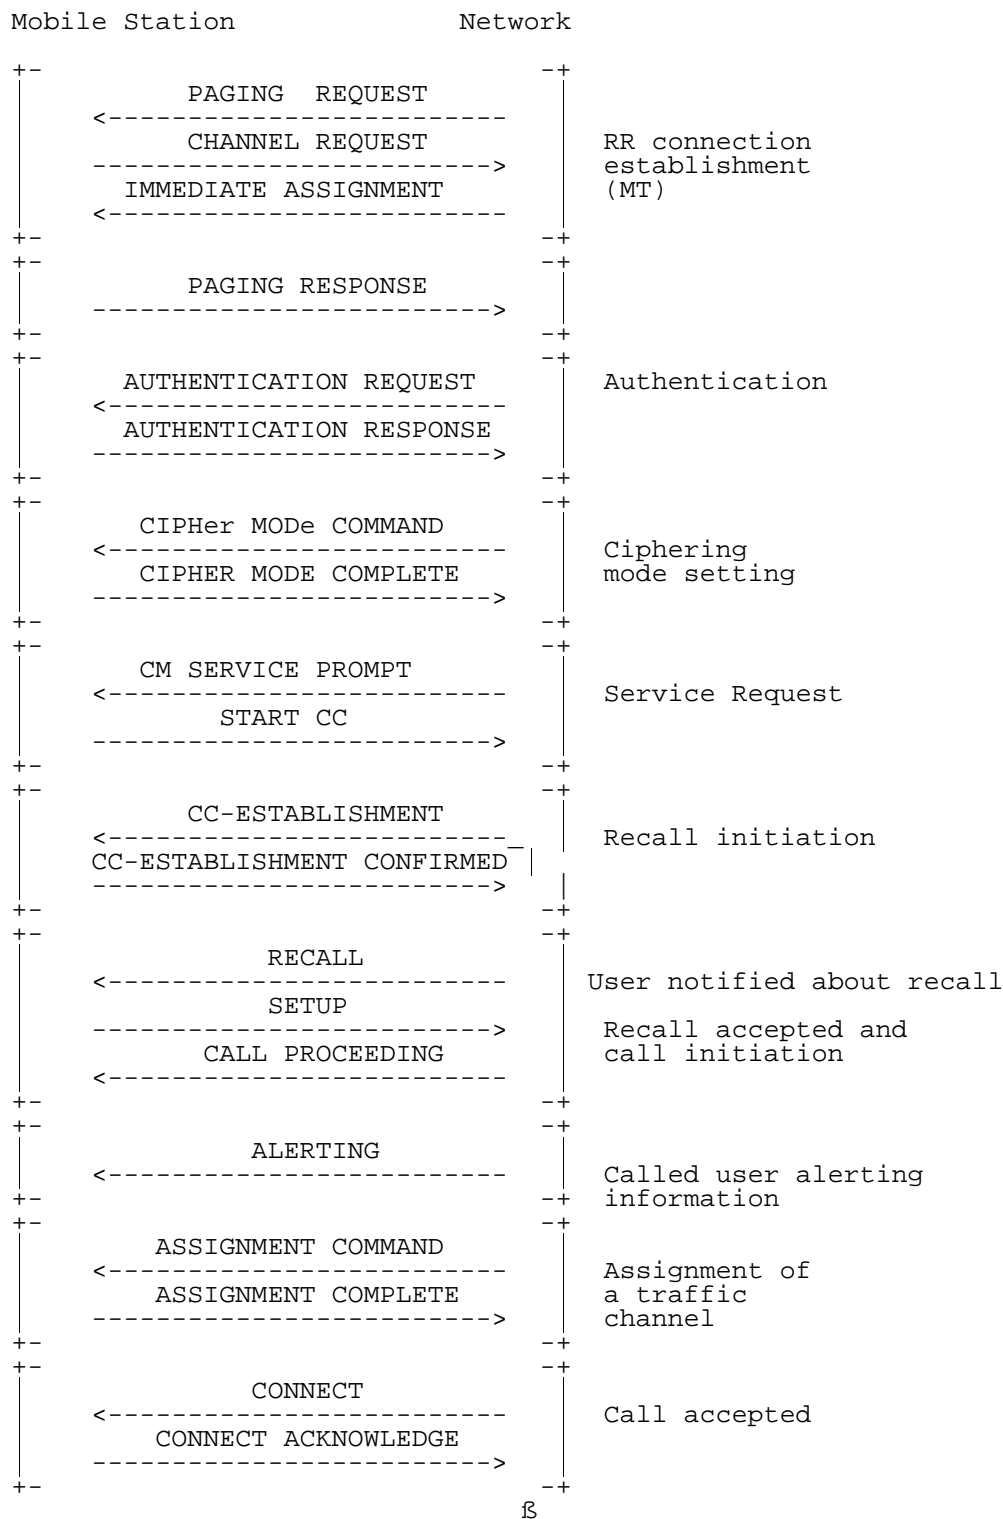 Mobile Station Network
+- -+
PAGING REQUEST
<-------------------------
CHANNEL REQUEST RR connection
-------------------------> establishment
IMMEDIATE ASSIGNMENT (MT)
<-------------------------
+- -+
+- -+
PAGING RESPONSE
------------------------->
+- -+
+- -+
AUTHENTICATION REQUEST Authentication
<-------------------------
AUTHENTICATION RESPONSE
------------------------->
+- -+
+- -+
CIPHer MODe COMMAND
<------------------------- Ciphering
CIPHER MODE COMPLETE mode setting
------------------------->
+- -+
+- -+
CM SERVICE PROMPT
<------------------------- Service Request
START CC
------------------------->
+- -+
+- -+
CC-ESTABLISHMENT
<------------------------- Recall initiation
CC-ESTABLISHMENT CONFIRMED
------------------------->
+- -+
+- -+
RECALL
<------------------------- User notified about recall
SETUP
-------------------------> Recall accepted and
CALL PROCEEDING call initiation
<-------------------------
+- -+
+- -+
ALERTING
<------------------------- Called user alerting
+- -+ information
+- -+
ASSIGNMENT COMMAND
<------------------------- Assignment of
ASSIGNMENT COMPLETE a traffic
-------------------------> channel
+- -+
+- -+
CONNECT
<------------------------- Call accepted
CONNECT ACKNOWLEDGE
------------------------->
+- -+
ß